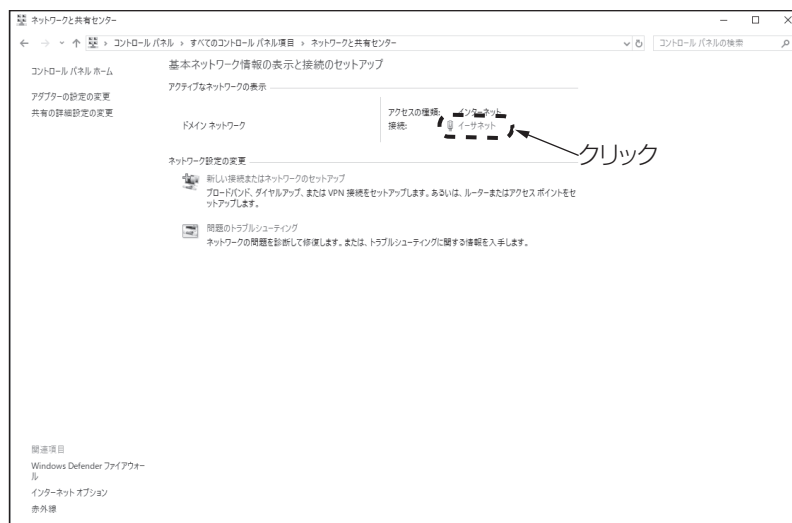 ネットワークと共有センター
コントロール パネル › すべてのコントロール パネル項目 › ネットワークと共有センター
コントロール パネルの検索
コントロール パネル ホーム
アダプターの設定の変更
共有の詳細設定の変更
基本ネットワーク情報の表示と接続のセットアップ
アクティブなネットワークの表示
ドメイン ネットワーク
アクセスの種類: インターネット
接続: イーサネット
クリック
ネットワーク設定の変更
新しい接続またはネットワークのセットアップ
ブロードバンド、ダイヤルアップ、または VPN 接続をセットアップします。あるいは、ルーターまたはアクセス ポイントをセ
ットアップします。
問題のトラブルシューティング
ネットワークの問題を診断して修復します。または、トラブルシューティングに関する情報を入手します。
関連項目
Windows Defender ファイアウォー
ル
インターネット オプション
赤外線